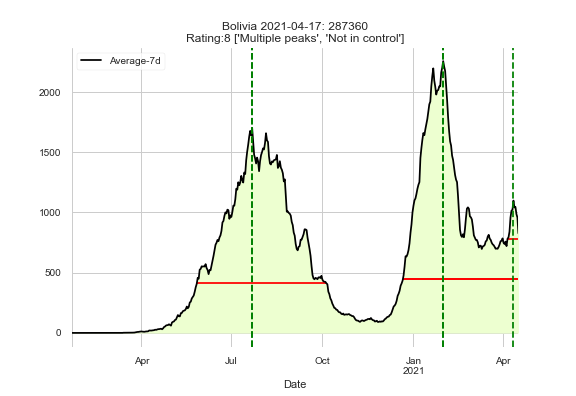 Bolivia 2021-04-17: 287360
Rating:8 ['Multiple peaks', 'Not in control']
Average-7d
2000
1500
1000
500
0
Apr Jul Oct Jan Apr
2021
Date